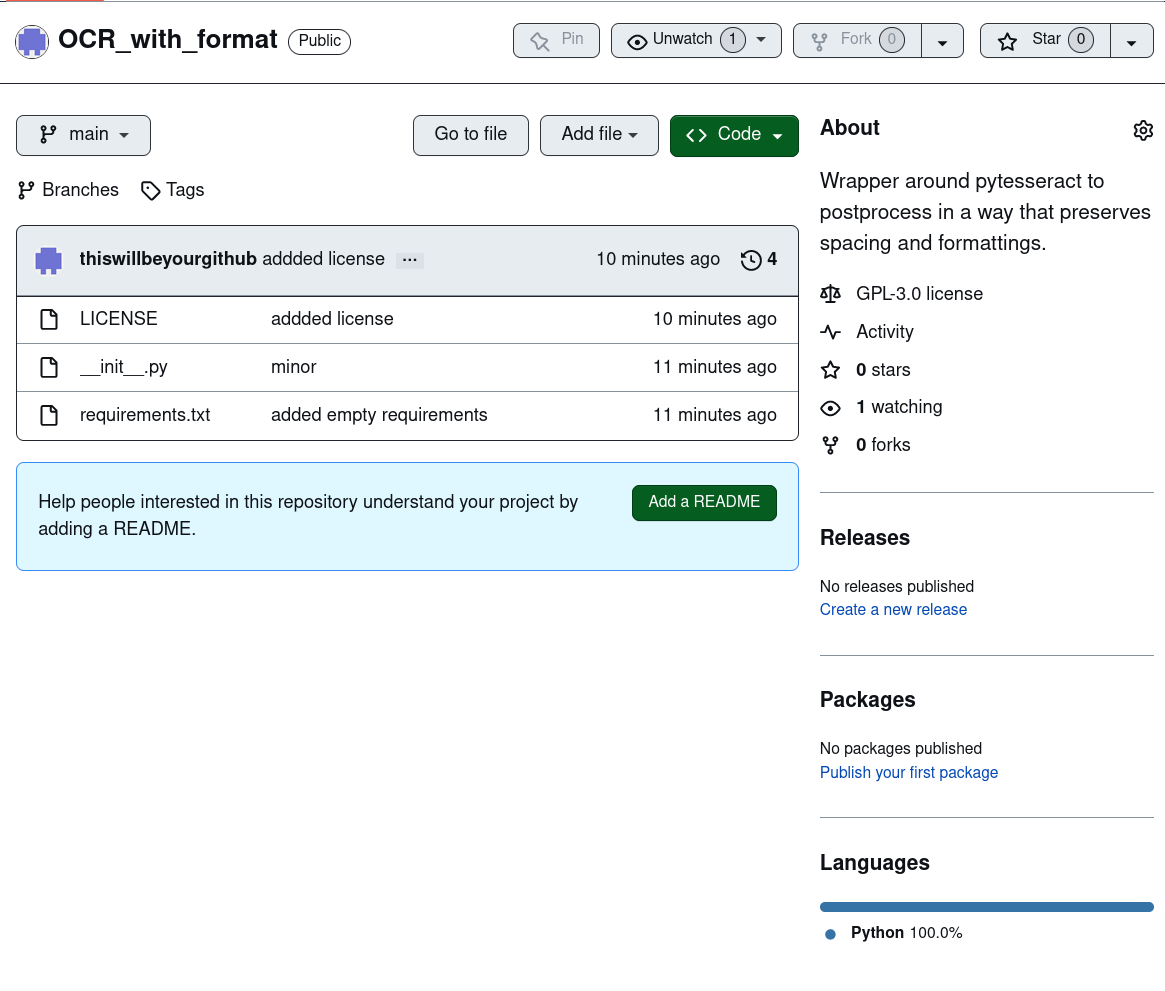 OCR_with_format Public Pin Unwatch 1 Fork 0 Star 0
main Go to file Add file Code
Branches Tags
thiswillbeyourgithub addded license ... 10 minutes ago 4
LICENSE addded license 10 minutes ago
__init__.py minor 11 minutes ago
requirements.txt added empty requirements 11 minutes ago
Help people interested in this repository understand your project by
adding a README.
Add a README
About
Wrapper around pytesseract to
postprocess in a way that preserves
spacing and formattings.
GPL-3.0 license
Activity
0 stars
1 watching
0 forks
Releases
No releases published
Create a new release
Packages
No packages published
Publish your first package
Languages
Python 100.0%